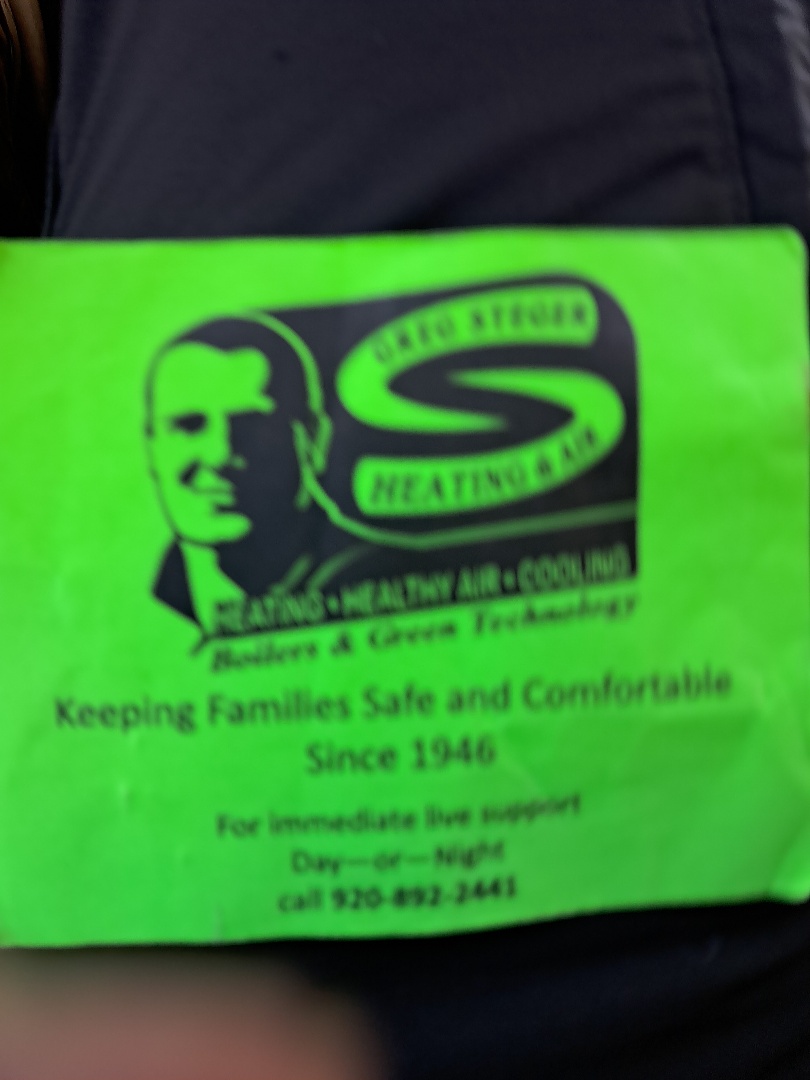 GREG STEGER
HEATING & AIR
HEATING • HEALTHY AIR • COOLING
Boilers & Green Technology
Keeping Families Safe and Comfortable
Since 1946
For immediate live support
Day—or—Night
call 920-892-2441